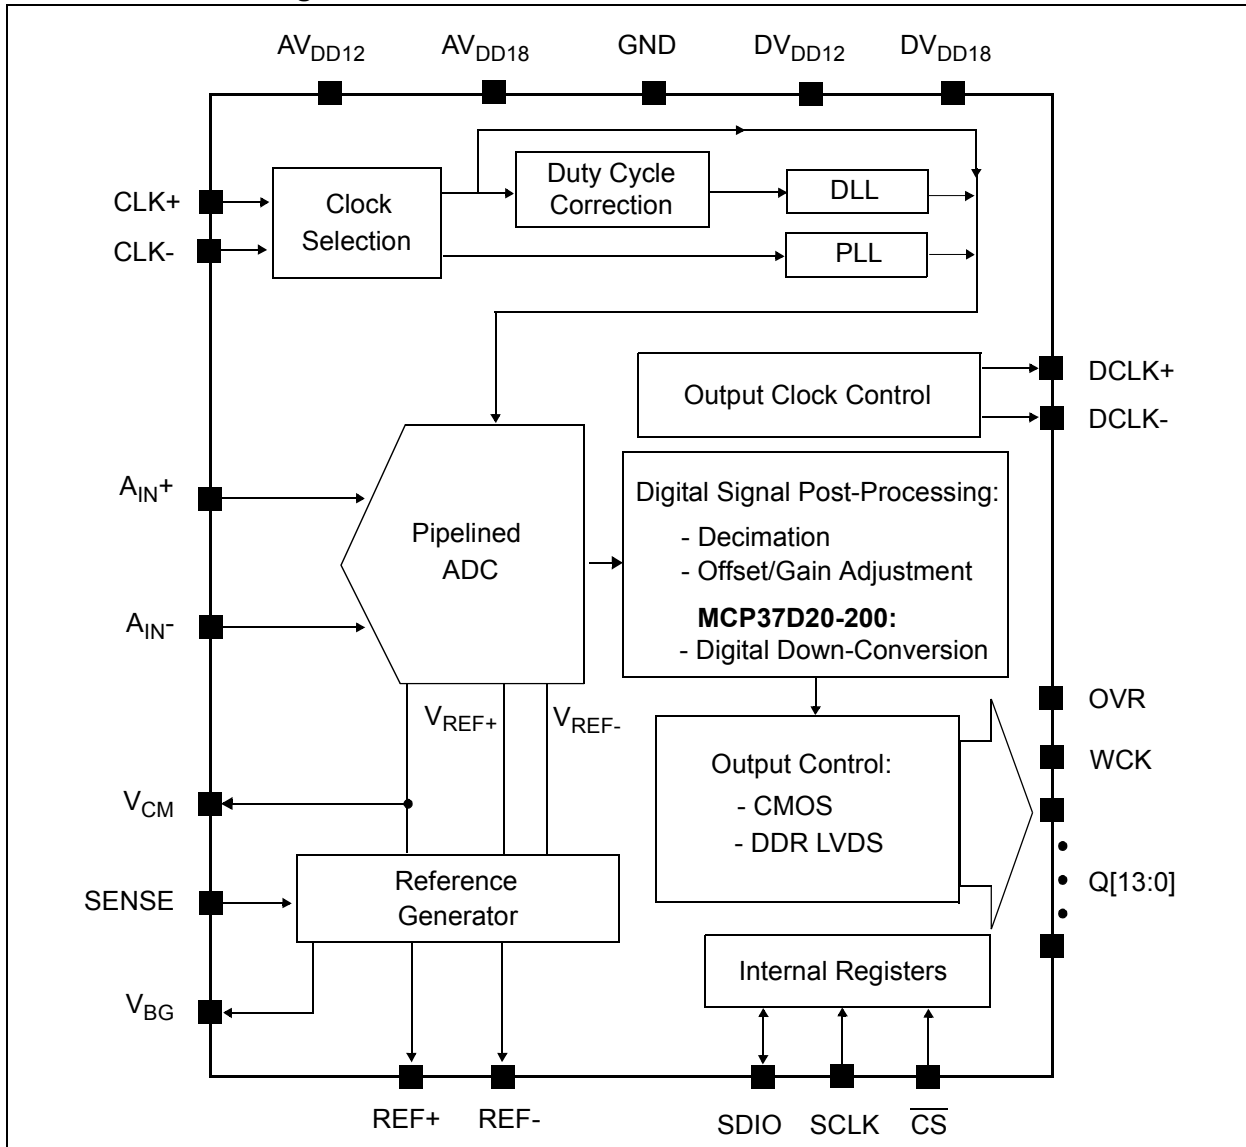 AVDD12 AVDD18 GND DVDD12 DVDD18
CLK+
CLK-
Clock
Selection
Duty Cycle
Correction
DLL
PLL
Output Clock Control
DCLK+
DCLK-
AIN+
AIN-
Pipelined
ADC
Digital Signal Post-Processing:
- Decimation
- Offset/Gain Adjustment
MCP37D20-200:
- Digital Down-Conversion
VREF+ VREF-
OVR
WCK
Q[13:0]
Output Control:
- CMOS
- DDR LVDS
VCM
SENSE
VBG
Reference
Generator
Internal Registers
REF+ REF- SDIO SCLK CS